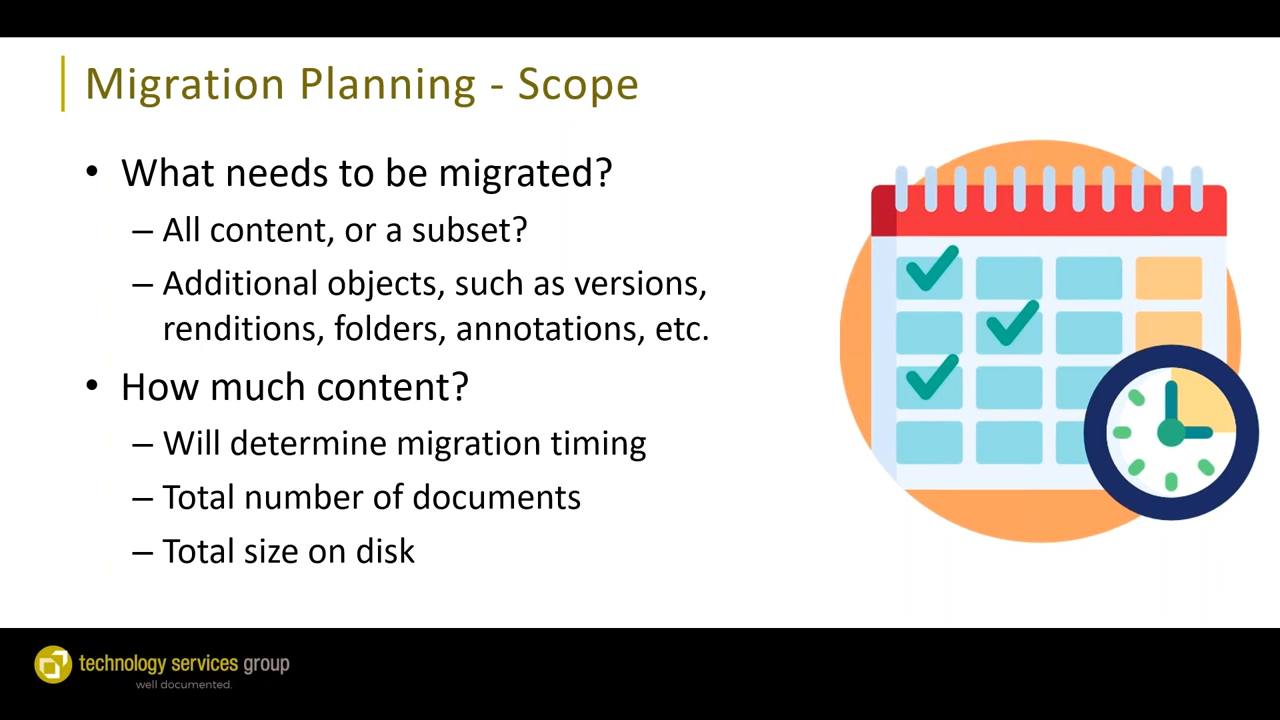 Migration Planning - Scope
• What needs to be migrated?
– All content, or a subset?
– Additional objects, such as versions,
renditions, folders, annotations, etc.
• How much content?
– Will determine migration timing
– Total number of documents
– Total size on disk
technology services group
well documented.